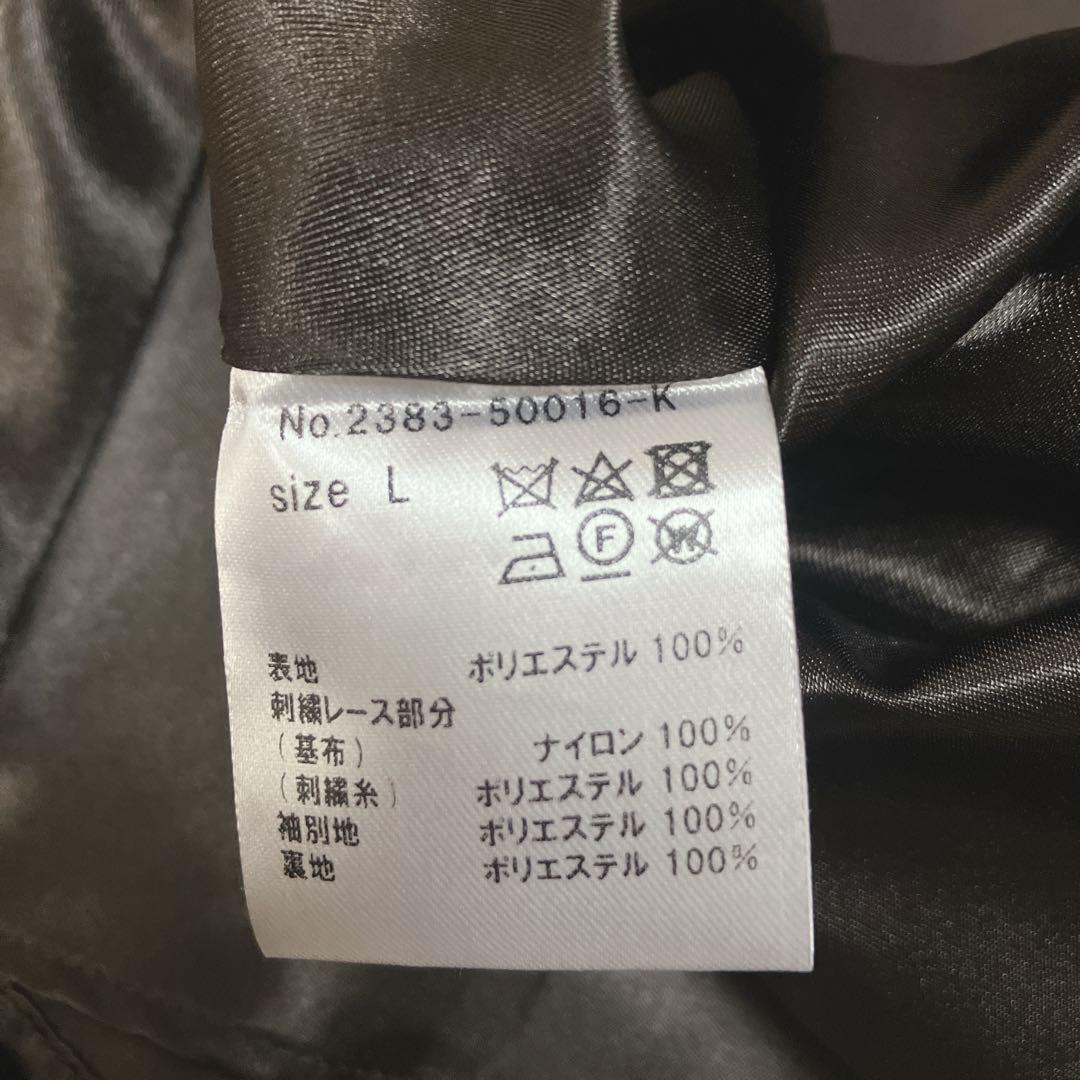 No.2383-50016-K
size L
F
W
表地 ポリエステル 100%
刺繍レース部分
(基布) ナイロン 100%
(刺繍糸) ポリエステル 100%
袖別地 ポリエステル 100%
裏地 ポリエステル 100%